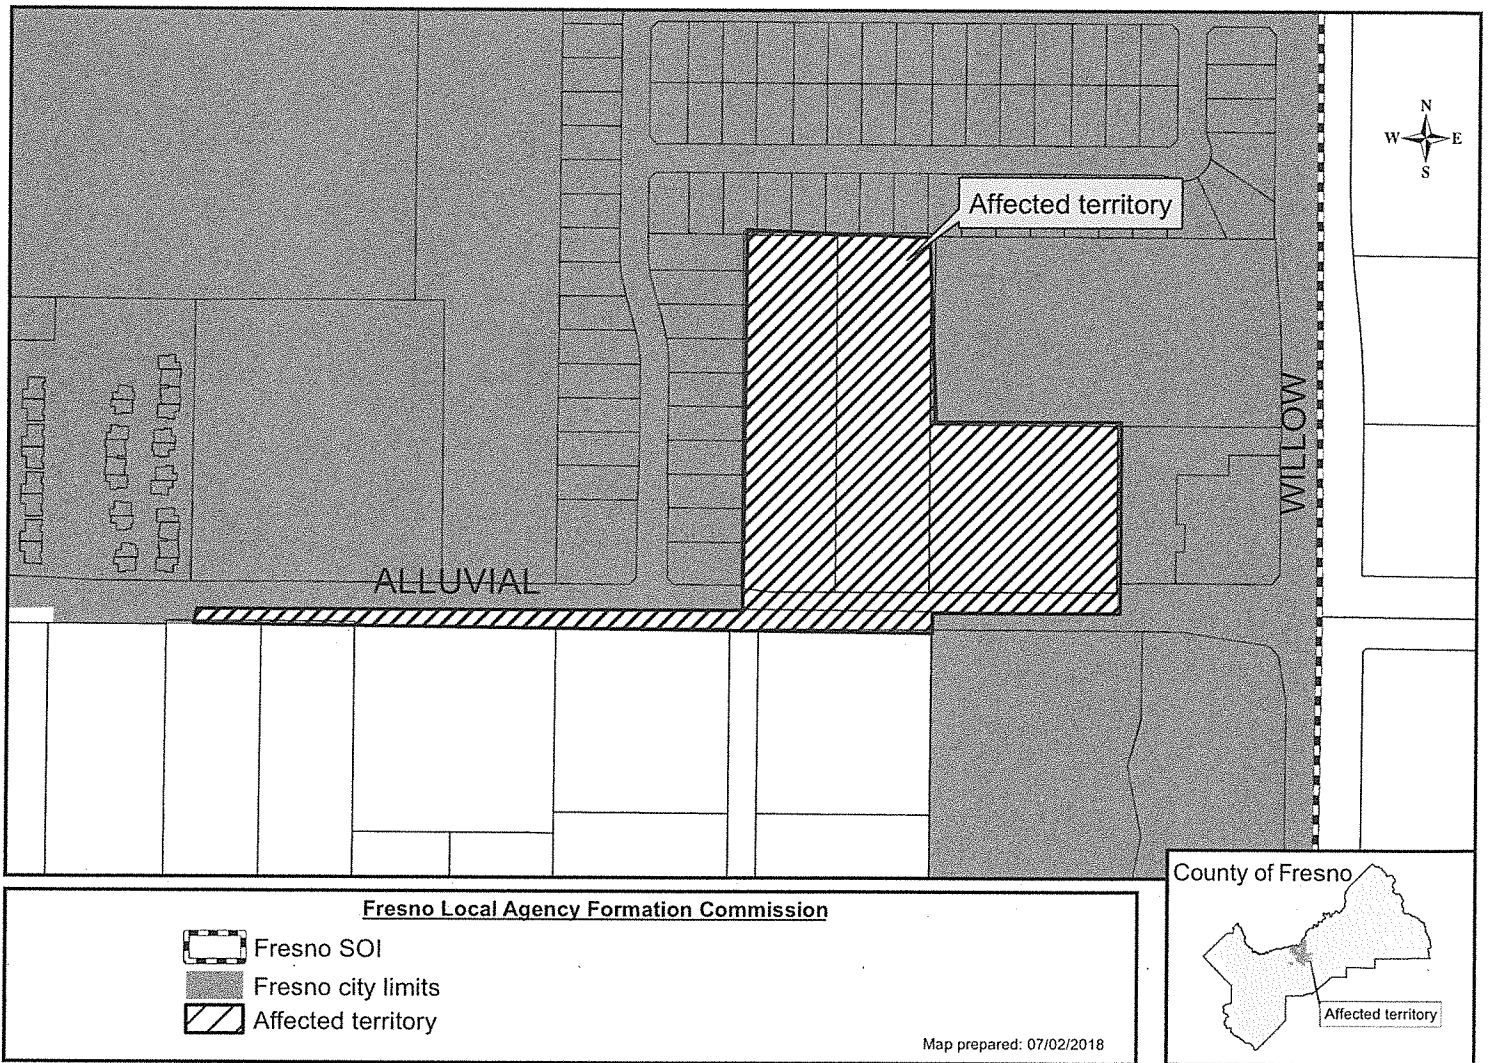 N
W E
S
Affected territory
WILLOW
ALLUVIAL
County of Fresno
Affected territory
Fresno Local Agency Formation Commission
Fresno SOI
Fresno city limits
Affected territory
Map prepared: 07/02/2018